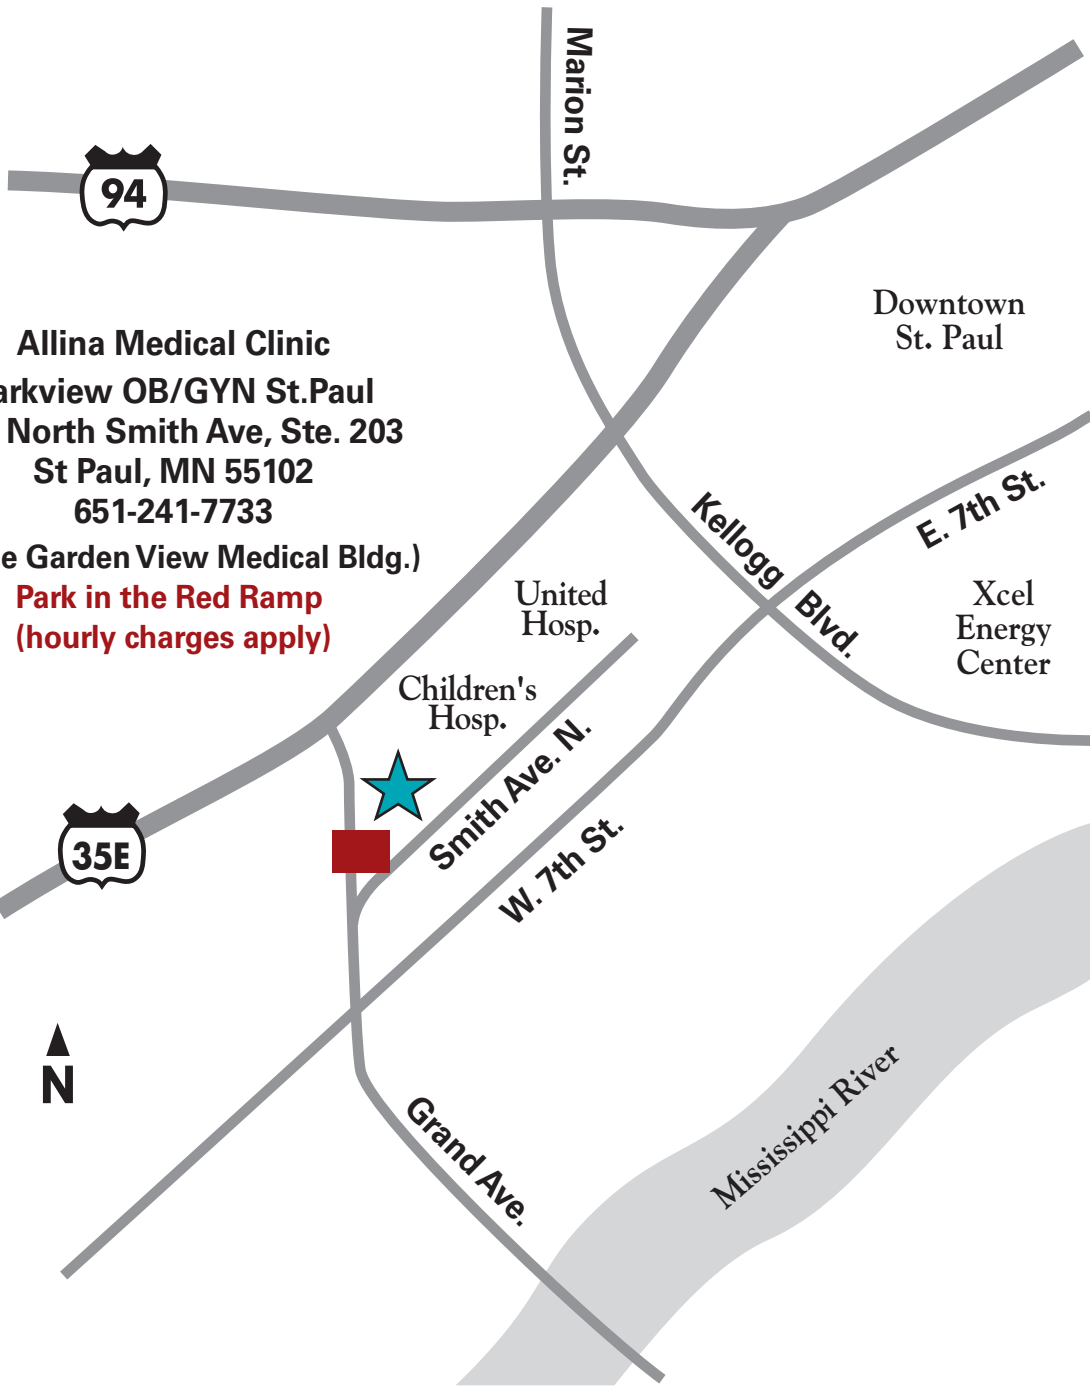 Marion St.
94
Downtown
St. Paul
Allina Medical Clinic
arkview OB/GYN St.Paul
North Smith Ave, Ste. 203
St Paul, MN 55102
651-241-7733
e Garden View Medical Bldg.)
Park in the Red Ramp
(hourly charges apply)
E. 7th St.
Kellogg Blvd.
United
Hosp.
Xcel
Energy
Center
Children's
Hosp.
Smith Ave. N.
W. 7th St.
35E
N
Grand Ave.
Mississippi River